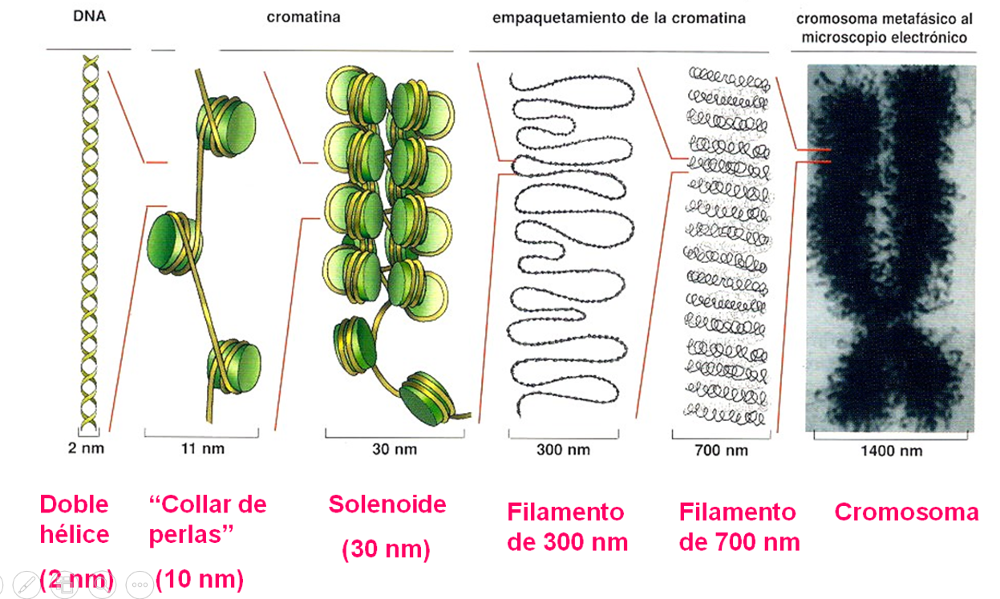 DNA
cromatina
empaquetamiento de la cromatina
cromosoma metafásico al
microscopio electrónico
2 nm
11 nm
30 nm
300 nm
700 nm
1400 nm
Doble
hélice
(2 nm)
“Collar de
perlas”
(10 nm)
Solenoide
(30 nm)
Filamento
de 300 nm
Filamento
de 700 nm
Cromosoma